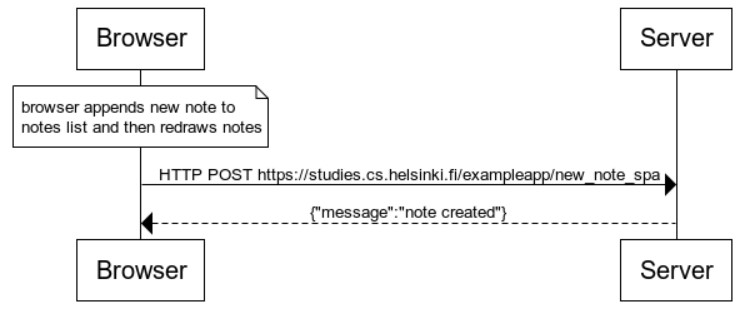 Browser
Server
browser appends new note to
notes list and then redraws notes
HTTP POST https://studies.cs.helsinki.fi/exampleapp/new_note_spa
{"message":"note created"}
Browser
Server